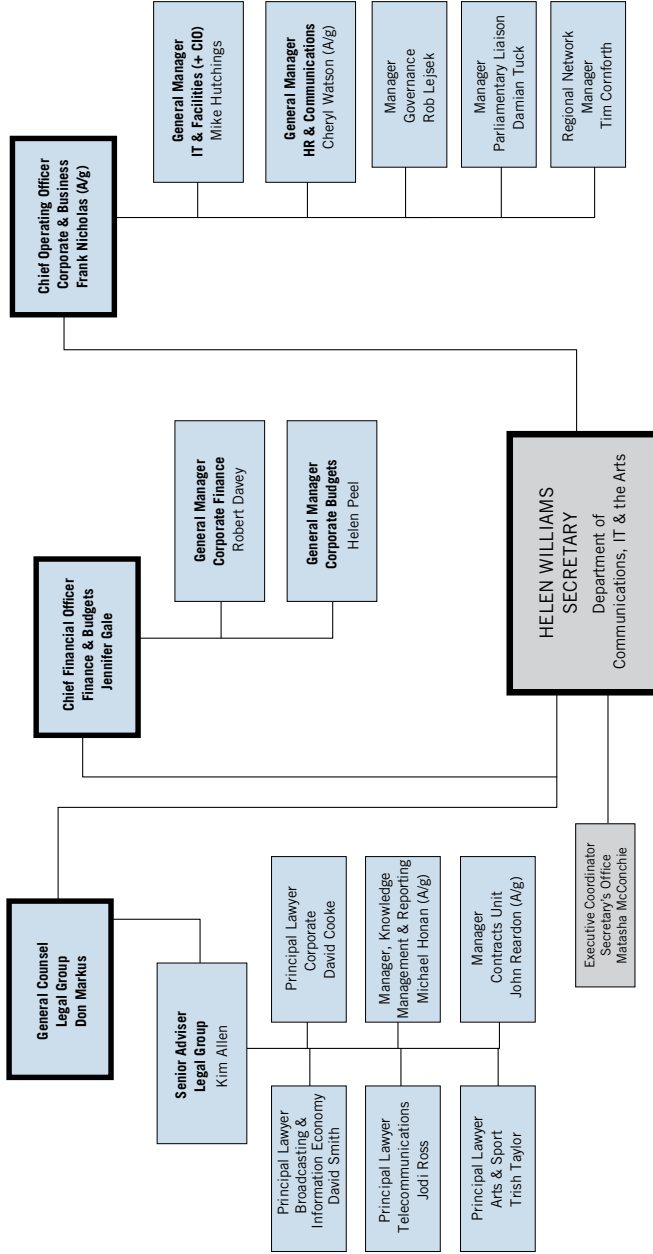 General Counsel
Legal Group
Don Markus
Senior Adviser
Legal Group
Kim Allen
Principal Lawyer
Broadcasting &
Information Economy
David Smith
Principal Lawyer
Corporate
David Cooke
Principal Lawyer
Telecommunications
Jodi Ross
Manager, Knowledge
Management & Reporting
Michael Honan (A/g)
Principal Lawyer
Arts & Sport
Trish Taylor
Manager
Contracts Unit
John Reardon (A/g)
Chief Financial Officer
Finance & Budgets
Jennifer Gale
General Manager
Corporate Finance
Robert Davey
General Manager
Corporate Budgets
Helen Peel
Chief Operating Officer
Corporate & Business
Frank Nicholas (A/g)
General Manager
IT & Facilities (+ CIO)
Mike Hutchings
General Manager
HR & Communications
Cheryl Watson (A/g)
Manager
Governance
Rob Lejsek
Manager
Parliamentary Liaison
Damian Tuck
Regional Network
Manager
Tim Cornforth
Executive Coordinator
Secretary's Office
Matasha McConchie
HELEN WILLIAMS
SECRETARY
Department of
Communications, IT & the Arts